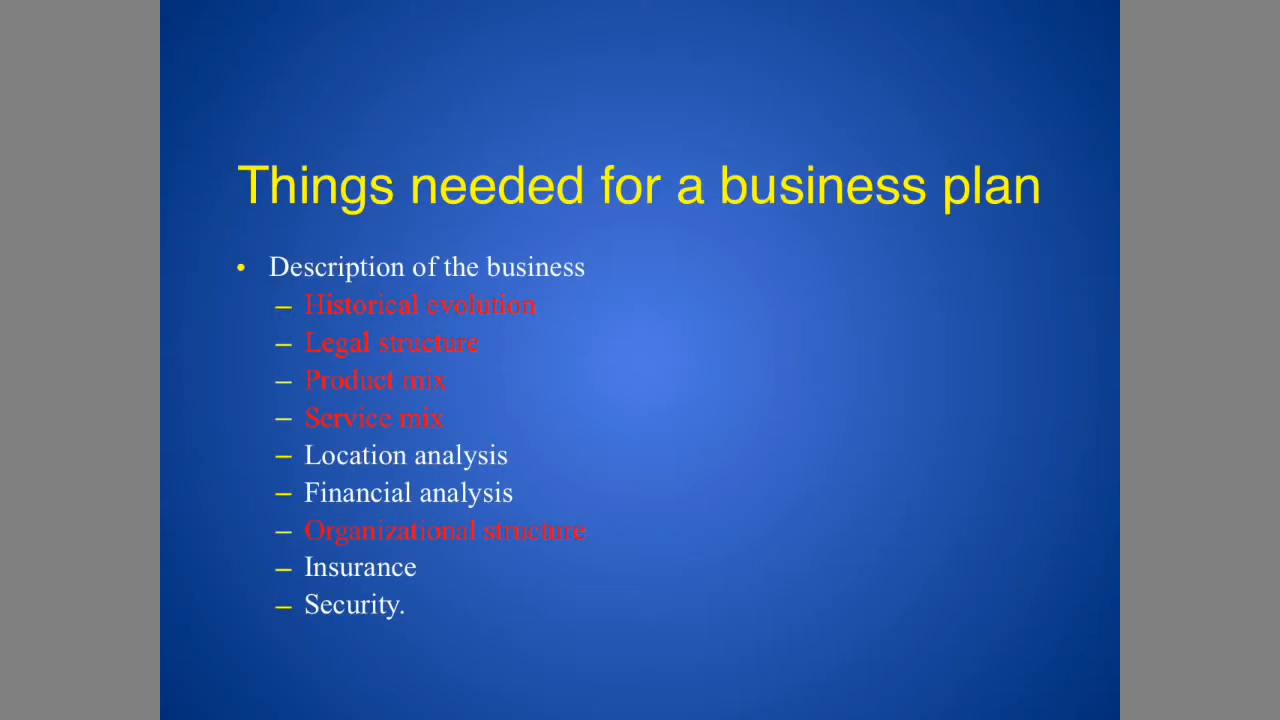 Things needed for a business plan
• Description of the business
– Historical evolution
– Legal structure
– Product mix
– Service mix
– Location analysis
– Financial analysis
– Organizational structure
– Insurance
– Security.